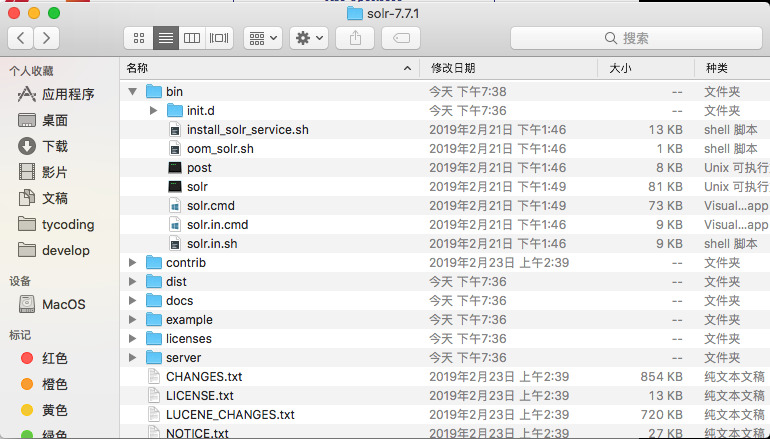 solr-7.7.1
搜索
个人收藏
应用程序
桌面
下载
影片
文稿
tycoding
develop
设备
MacOS
标记
红色
橙色
黄色
绿色
名称 修改日期 大小 种类
bin 今天 下午7:38 -- 文件夹
init.d 今天 下午7:36 -- 文件夹
install_solr_service.sh 2019年2月21日 下午1:46 13 KB shell 脚本
oom_solr.sh 2019年2月21日 下午1:46 1 KB shell 脚本
post 2019年2月21日 下午1:46 8 KB Unix 可执行
solr 2019年2月21日 下午1:49 81 KB Unix 可执行
solr.cmd 2019年2月21日 下午1:49 73 KB Visual...app
solr.in.cmd 2019年2月21日 下午1:46 9 KB Visual...app
solr.in.sh 2019年2月21日 下午1:46 9 KB shell 脚本
contrib 2019年2月23日 上午2:39 -- 文件夹
dist 今天 下午7:36 -- 文件夹
docs 今天 下午7:36 -- 文件夹
example 今天 下午7:36 -- 文件夹
licenses 今天 下午7:36 -- 文件夹
server 今天 下午7:36 -- 文件夹
CHANGES.txt 2019年2月23日 上午2:39 854 KB 纯文本文稿
LICENSE.txt 2019年2月23日 上午2:39 13 KB 纯文本文稿
LUCENE_CHANGES.txt 2019年2月23日 上午2:39 720 KB 纯文本文稿
NOTICE.txt 2019年2月23日 上午2:39 27 KB 纯文本文稿